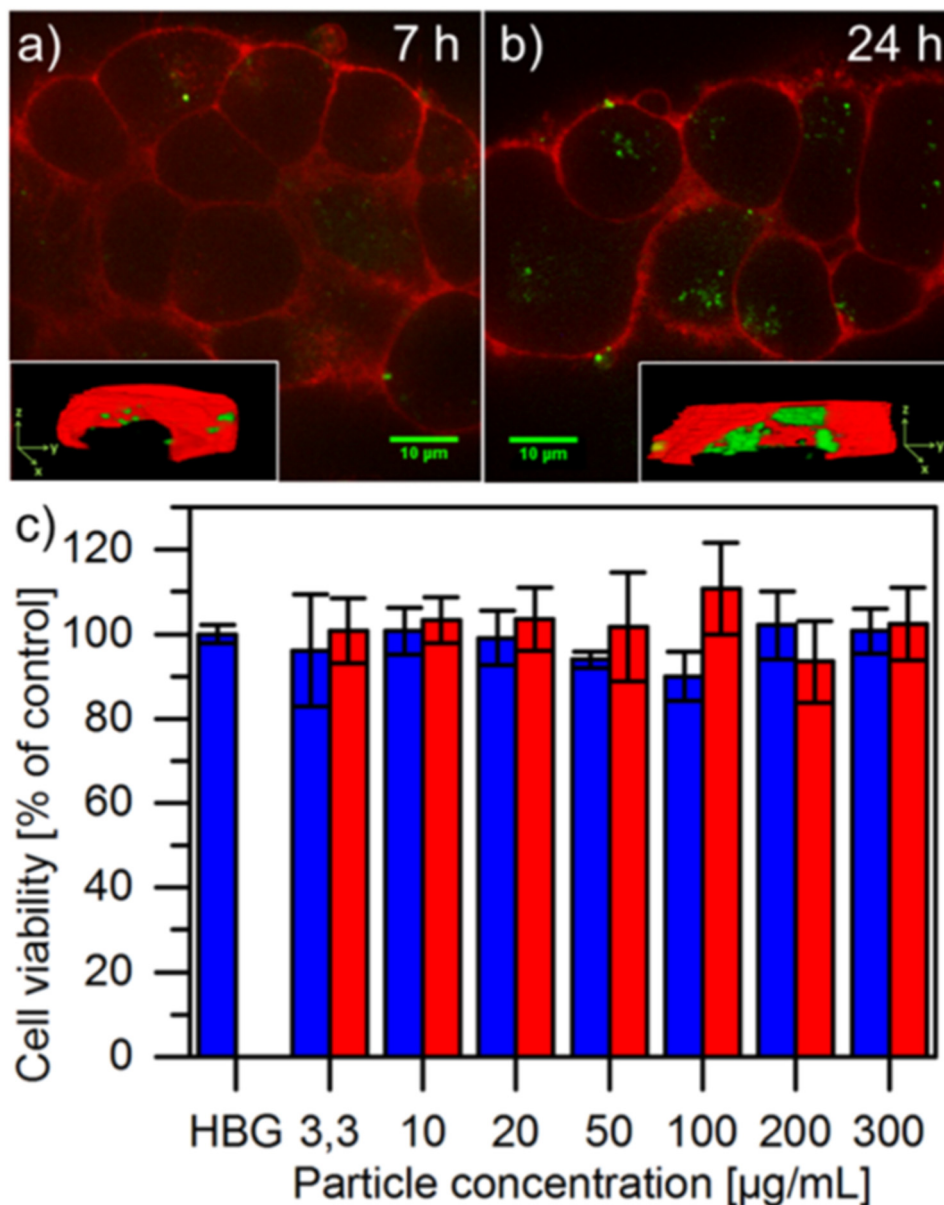 a) 7 h
b) 24 h
z
y
x
10 µm
10 µm
z
y
x
c)
Cell viability [% of control]
120
100
80
60
40
20
0
HBG 3,3 10 20 50 100 200 300
Particle concentration [µg/mL]